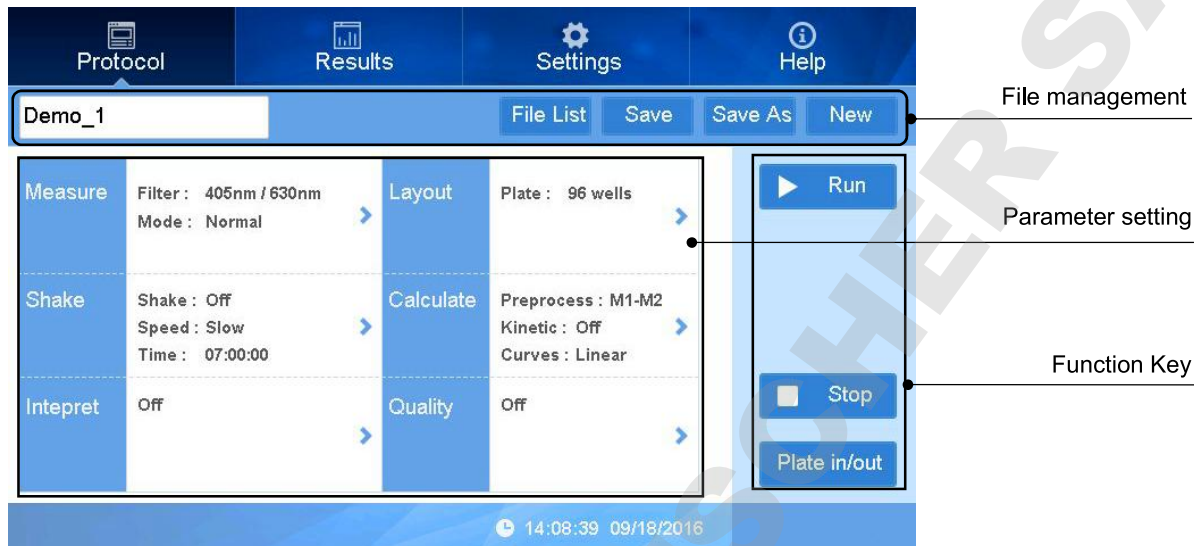 Protocol
Results
Settings
Help
Demo_1
File List
Save
Save As
New
File management
Measure
Filter : 405nm / 630nm
Mode : Normal
Layout
Plate : 96 wells
Run
Parameter setting
Shake
Shake : Off
Speed : Slow
Time : 07:00:00
Calculate
Preprocess : M1-M2
Kinetic : Off
Curves : Linear
Function Key
Intepret
Off
Quality
Off
Stop
Plate in/out
14:08:39 09/18/2016